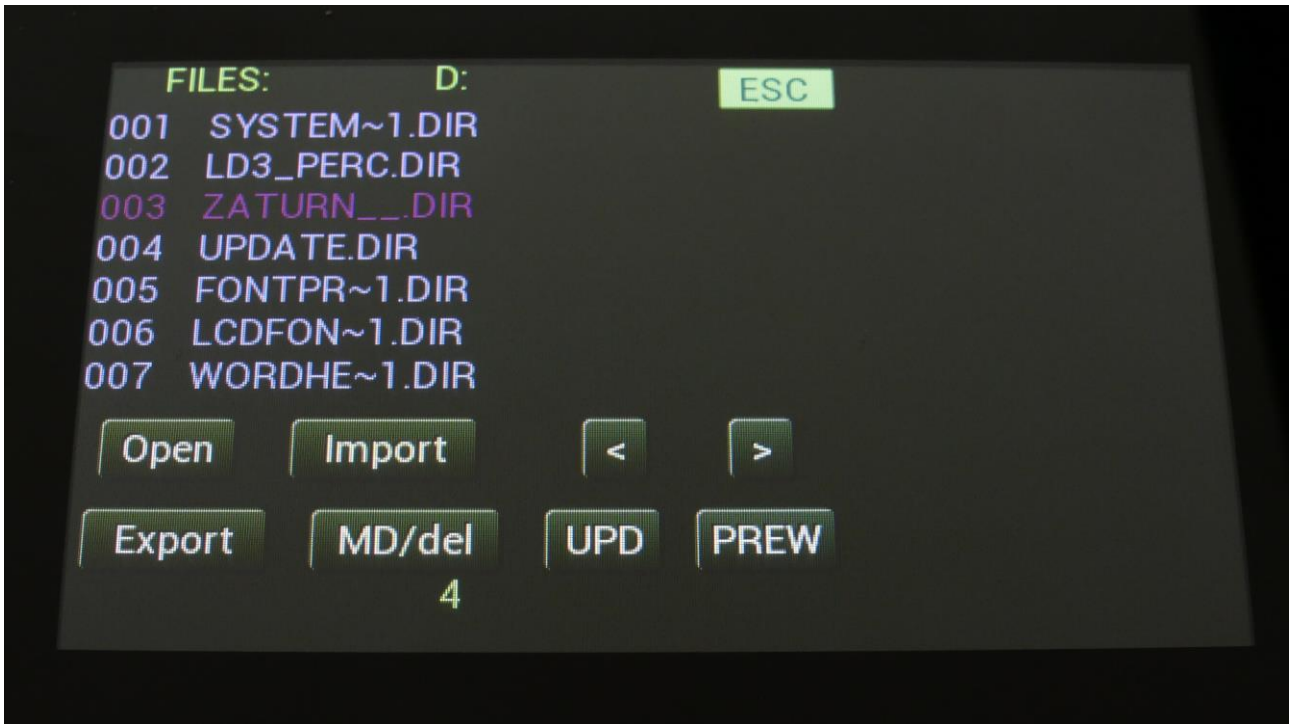 FILES: D: ESC
001 SYSTEM~1.DIR
002 LD3_PERC.DIR
003 ZATURN__.DIR
004 UPDATE.DIR
005 FONTPR~1.DIR
006 LCDFON~1.DIR
007 WORDHE~1.DIR
Open Import < >
Export MD/del UPD PREW
4